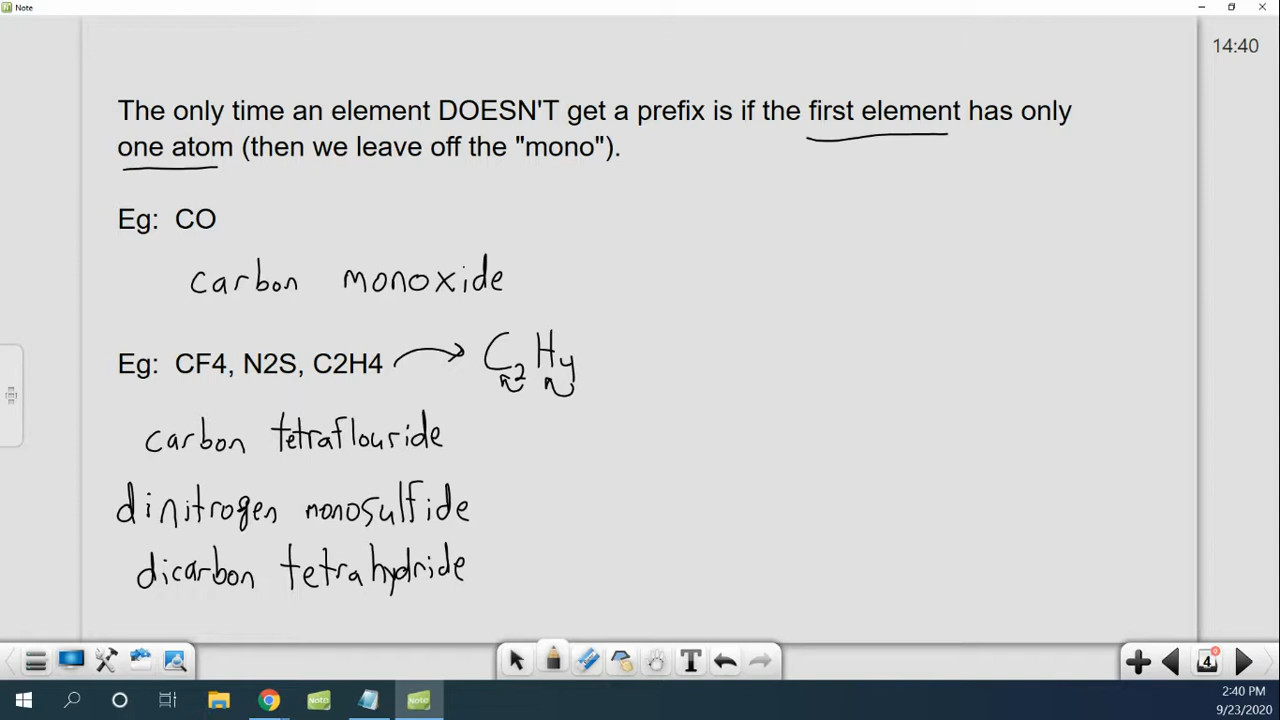 Note
14:40
The only time an element DOESN'T get a prefix is if the first element has only
one atom (then we leave off the "mono").
Eg: CO
carbon monoxide
Eg: CF4, N2S, C2H4
C2H4
carbon tetraflouride
dinitrogen monosulfide
dicarbon tetrahydride
T
4
Note
Note
2:40 PM
9/23/2020